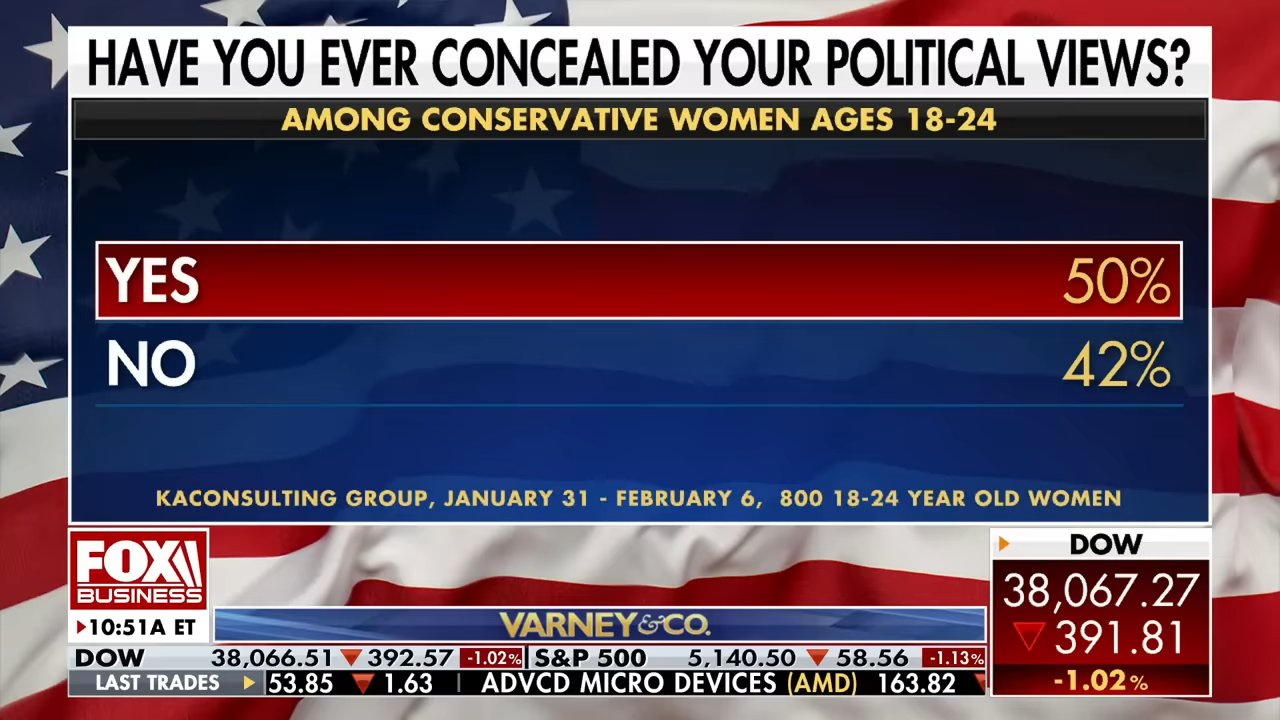 HAVE YOU EVER CONCEALED YOUR POLITICAL VIEWS?
AMONG CONSERVATIVE WOMEN AGES 18-24
YES 50%
NO 42%
KACONSULTING GROUP, JANUARY 31 - FEBRUARY 6, 800 18-24 YEAR OLD WOMEN
FOX
BUSINESS
10:51A ET
VARNEY&CO.
DOW
38,067.27
391.81
-1.02%
DOW 38,066.51 392.57 -1.02% S&P 500 5,140.50 58.56 -1.13%
LAST TRADES 53.85 1.63 ADVCD MICRO DEVICES (AMD) 163.82